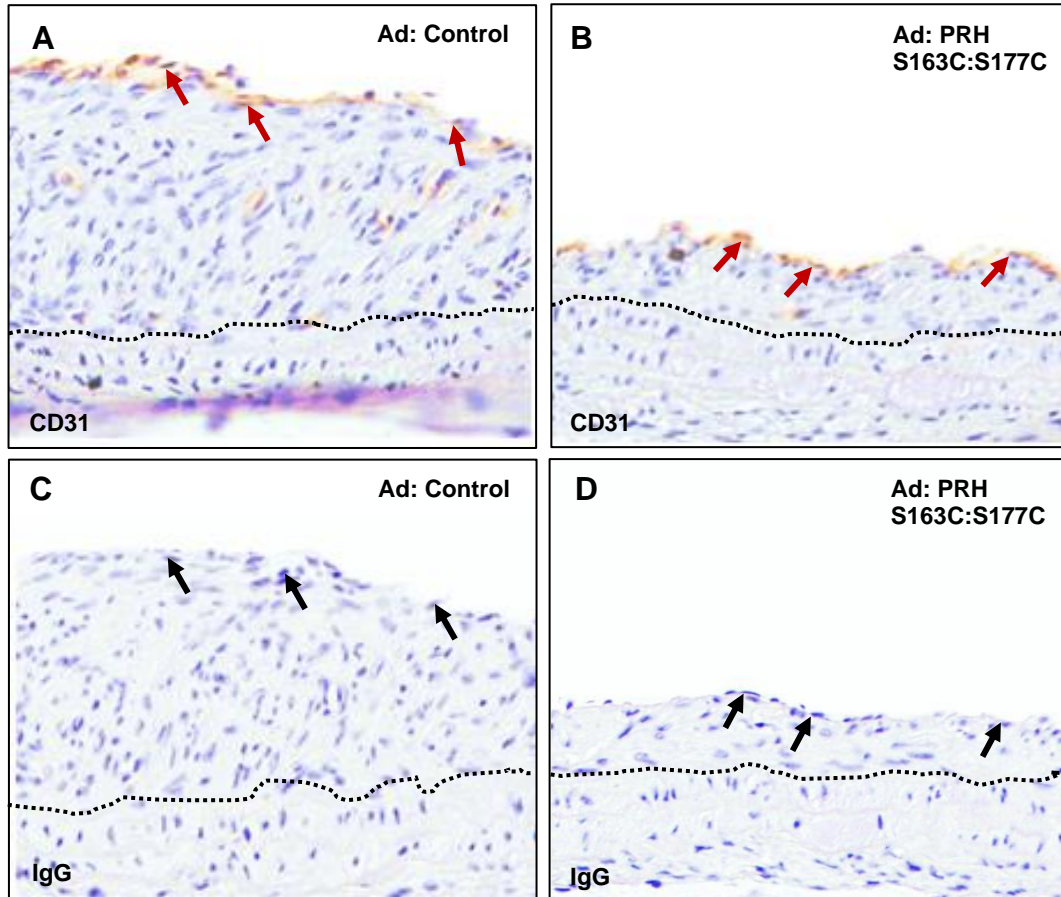 A
Ad: Control
CD31
B
Ad: PRH
S163C:S177C
CD31
C
Ad: Control
IgG
D
Ad: PRH
S163C:S177C
IgG